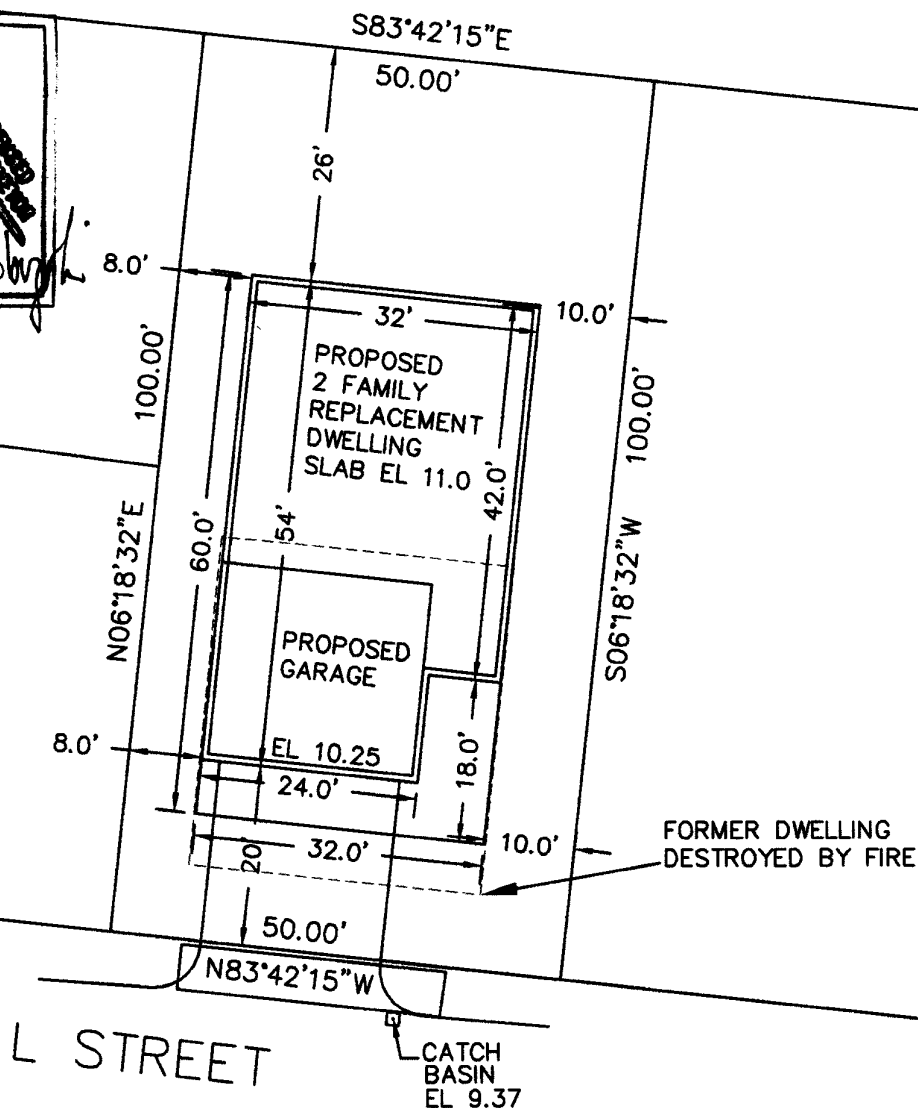 S83°42'15"E
50.00'
26'
8.0'
32'
10.0'
100.00'
PROPOSED
2 FAMILY
REPLACEMENT
DWELLING
SLAB EL 11.0
100.00'
42.0'
N06°18'32"E
60.0'
54'
S06°18'32"W
PROPOSED
GARAGE
8.0'
EL 10.25
18.0'
24.0'
FORMER DWELLING
DESTROYED BY FIRE
20'
32.0'
10.0'
50.00'
N83°42'15"W
L STREET
CATCH
BASIN
EL 9.37